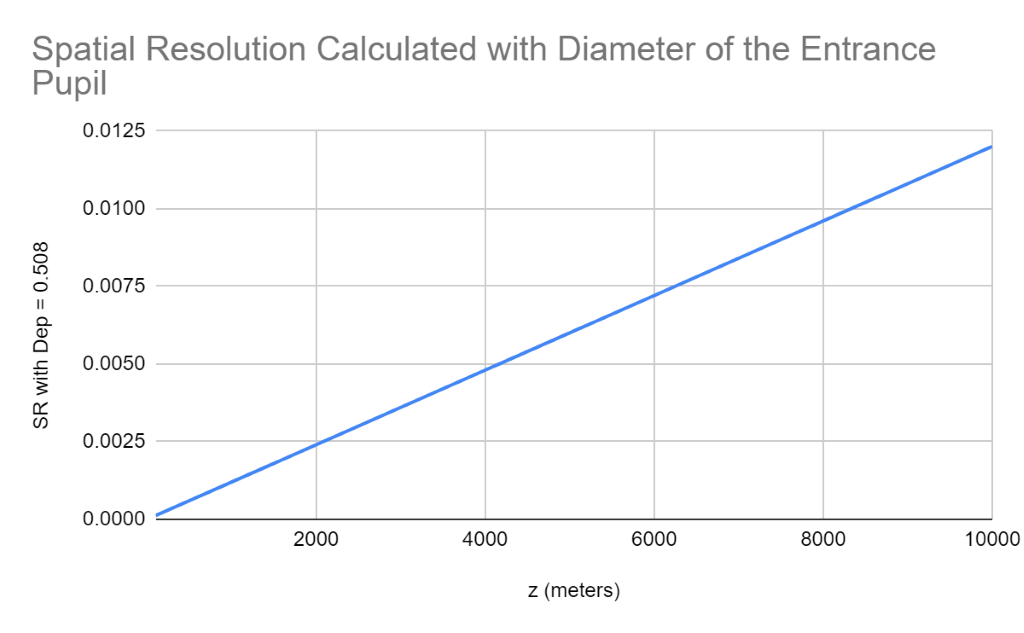 Spatial Resolution Calculated with Diameter of the Entrance
Pupil
SR with Dep = 0.508
0.0125
0.0100
0.0075
0.0050
0.0025
0.0000
2000
4000
6000
8000
10000
z (meters)